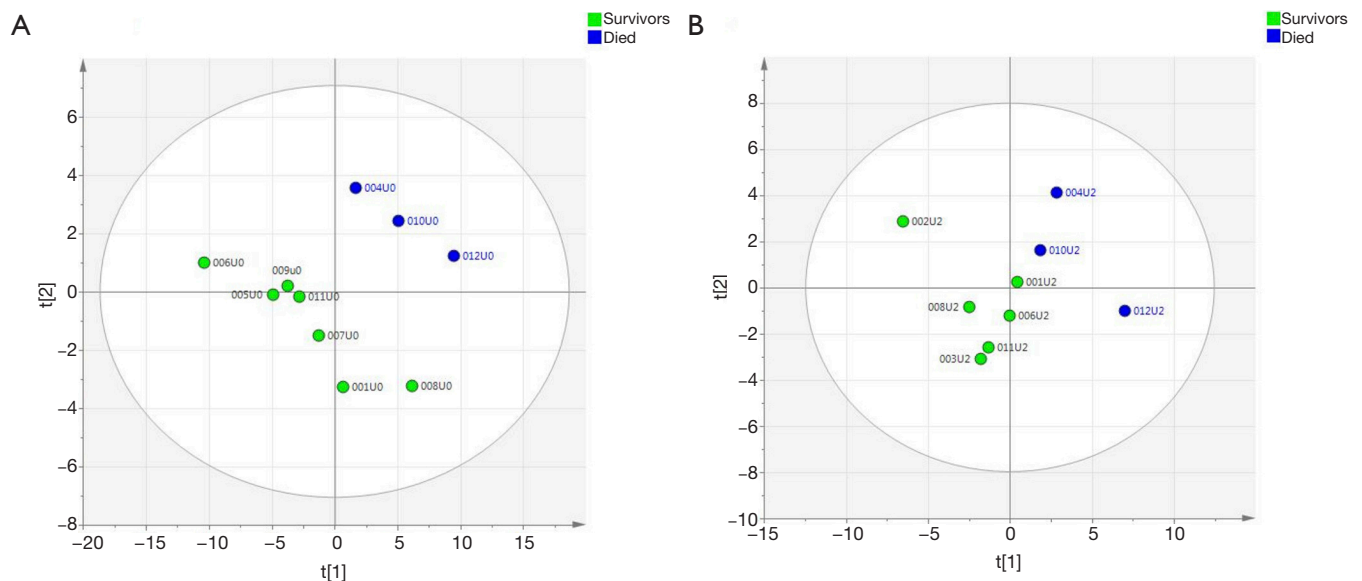 A
Survivors
Died
6
4
2
0
−2
−4
−6
−8
t[2]
−20
−15
−10
−5
0
5
10
15
t[1]
004U0
010U0
012U0
006U0
009u0
005U0
011U0
007U0
001U0
008U0
B
Survivors
Died
8
6
4
2
0
−2
−4
−6
−8
−10
t[2]
−15
−10
−5
0
5
10
t[1]
004U2
002U2
010U2
001U2
008U2
006U2
012U2
011U2
003U2